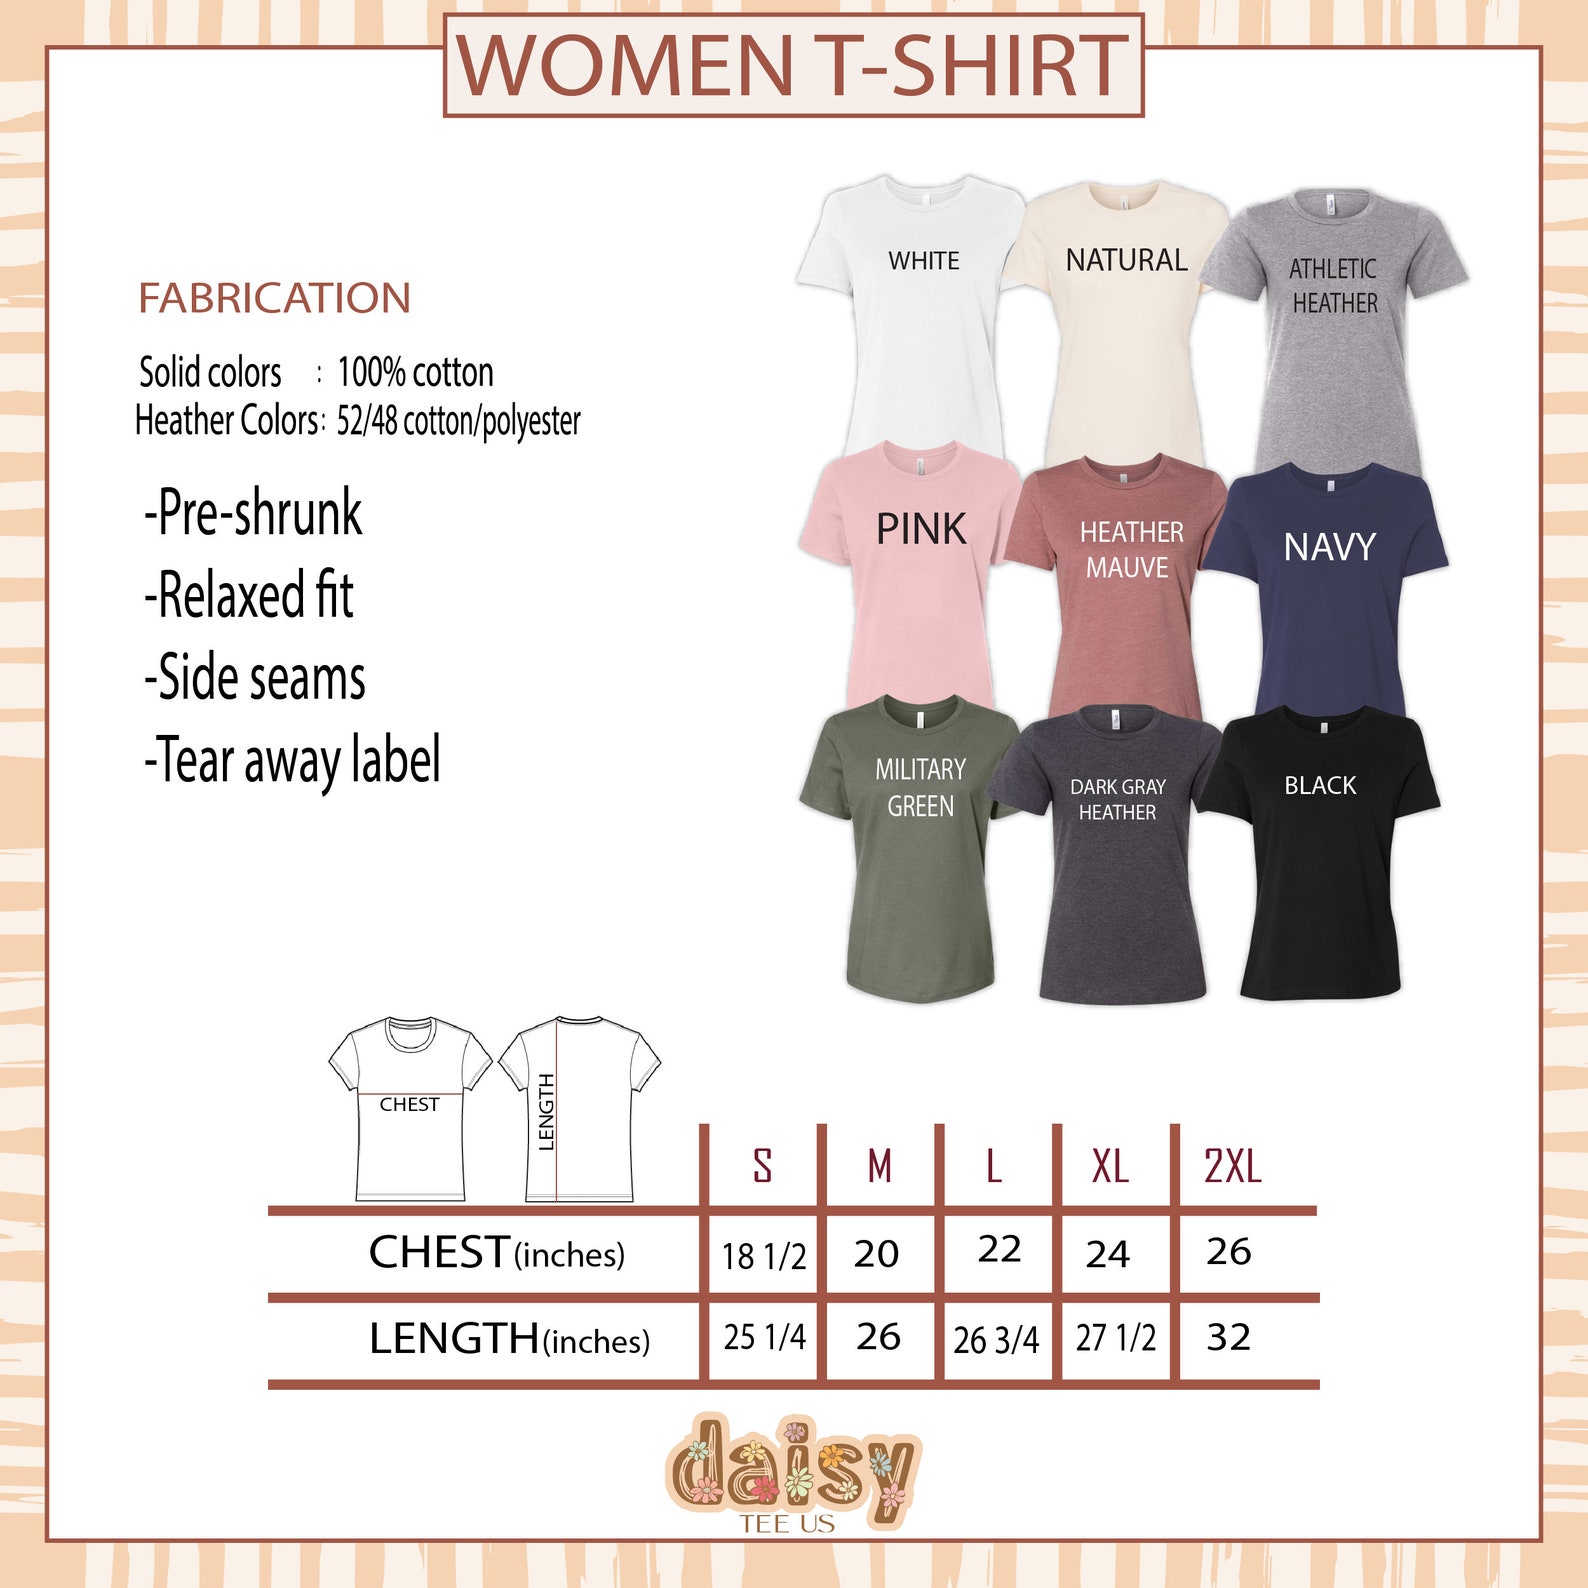 WOMEN T-SHIRT
FABRICATION
Solid colors : 100% cotton
Heather Colors: 52/48 cotton/polyester
-Pre-shrunk
-Relaxed fit
-Side seams
-Tear away label
WHITE
NATURAL
ATHLETIC
HEATHER
PINK
HEATHER
MAUVE
NAVY
MILITARY
GREEN
DARK GRAY
HEATHER
BLACK
CHEST
LENGTH
S M L XL 2XL
CHEST(inches) 18 1/2 20 22 24 26
LENGTH(inches) 25 1/4 26 26 3/4 27 1/2 32
daisy
TEE US